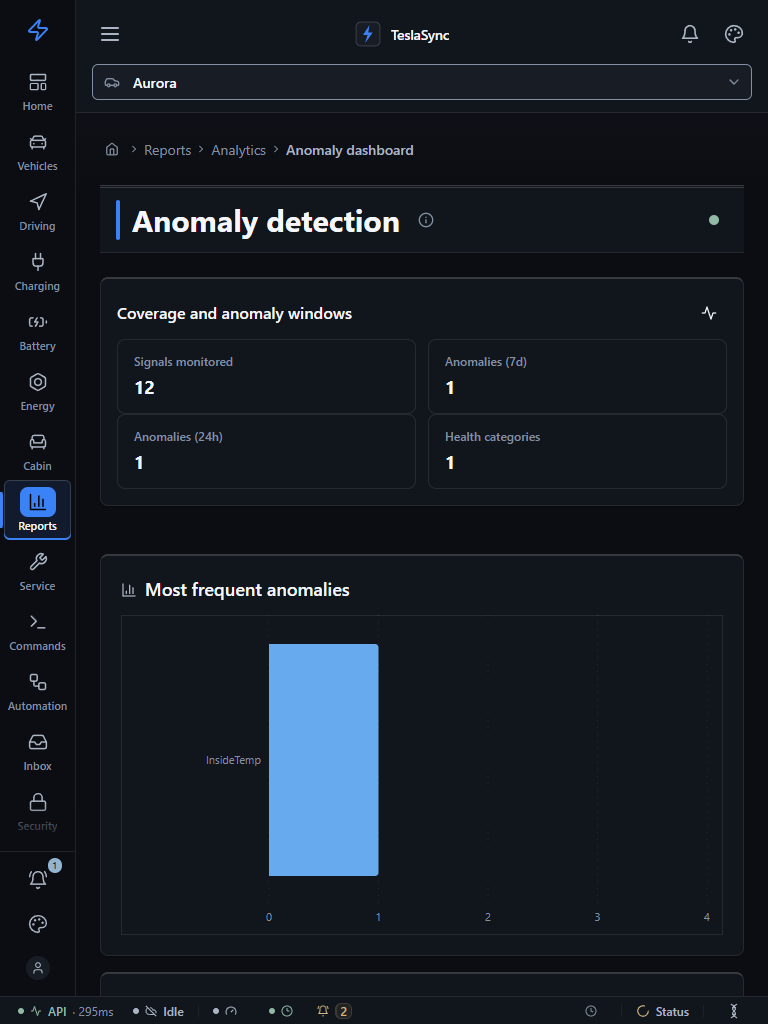 TeslaSync
Aurora
Home
Vehicles
Driving
Charging
Battery
Energy
Cabin
Reports
Service
Commands
Automation
Inbox
Security
1
Reports > Analytics > Anomaly dashboard
Anomaly detection
Coverage and anomaly windows
Signals monitored
12
Anomalies (7d)
1
Anomalies (24h)
1
Health categories
1
Most frequent anomalies
InsideTemp
0 1 2 3 4
API · 295ms Idle 2 Status